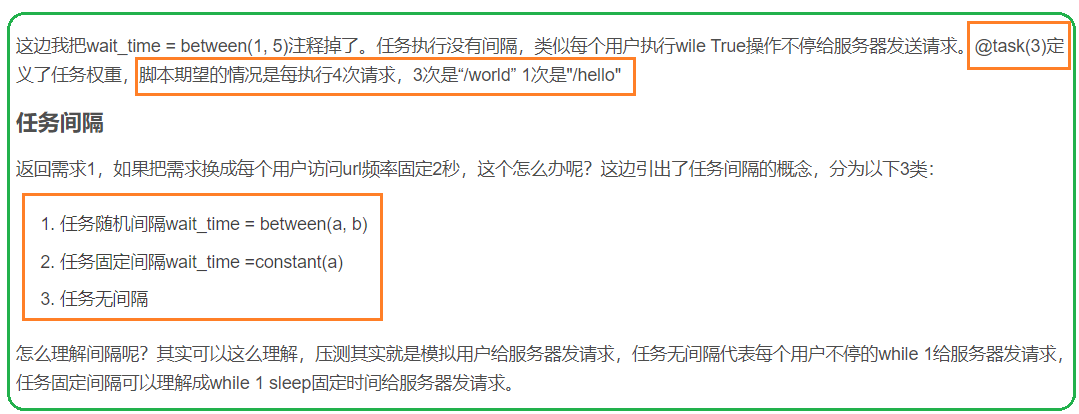 这边我把wait_time = between(1, 5)注释掉了。任务执行没有间隔，类似每个用户执行wile True操作不停给服务器发送请求。@task(3)定
义了任务权重，脚本期望的情况是每执行4次请求，3次是“/world” 1次是"/hello"
任务间隔
返回需求1，如果把需求换成每个用户访问url频率固定2秒，这个怎么办呢？这边引出了任务间隔的概念，分为以下3类：
1. 任务随机间隔wait_time = between(a, b)
2. 任务固定间隔wait_time =constant(a)
3. 任务无间隔
怎么理解间隔呢？其实可以这么理解，压测其实就是模拟用户给服务器发请求，任务无间隔代表每个用户不停的while 1给服务器发请求，
任务固定间隔可以理解成while 1 sleep固定时间给服务器发请求。